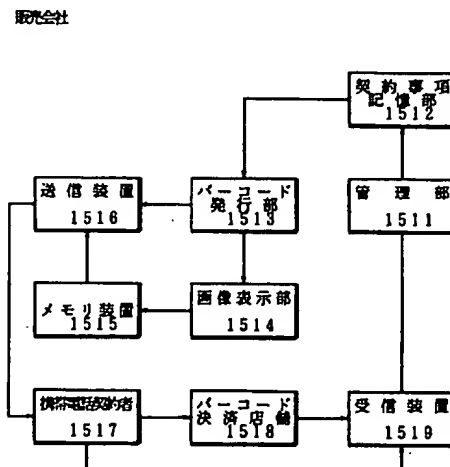 販売会社
契約事項
記憶部
1512
送信装置
1516
バーコード
発行部
1513
管理部
1511
メモリ装置
1515
画像表示部
1514
携帯電話契約者
1517
バーコード
決済店舗
1518
受信装置
1519